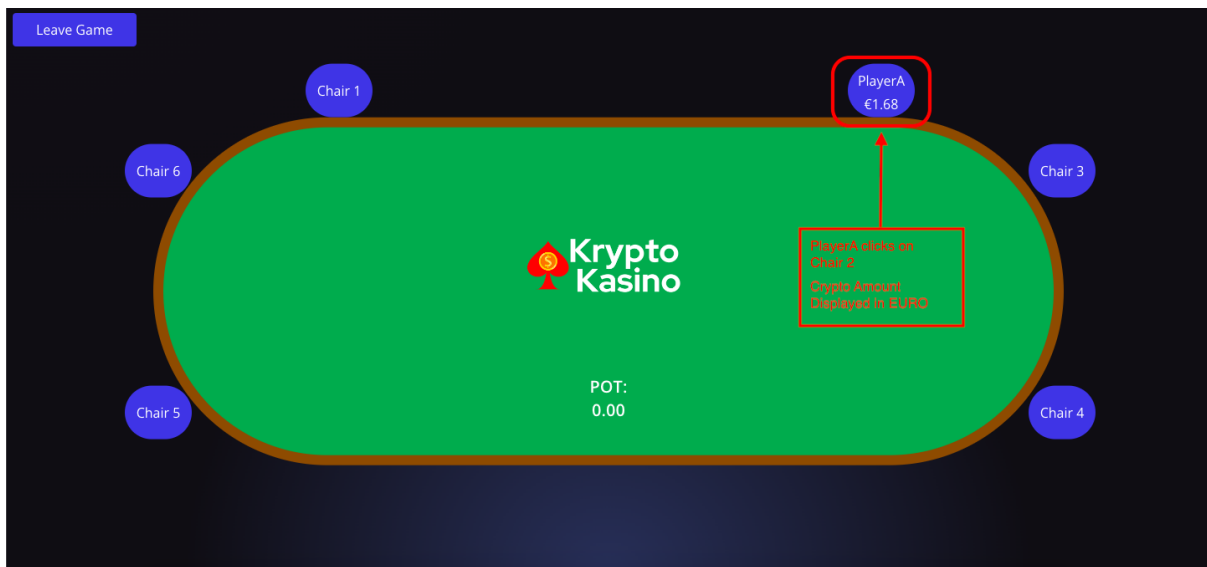 Leave Game
Chair 1
PlayerA
€1.68
Chair 6
Chair 3
Krypto
Kasino
PlayerA clicks on
Chair 2
Crypto Amount
Displayed in EURO
POT:
0.00
Chair 5
Chair 4